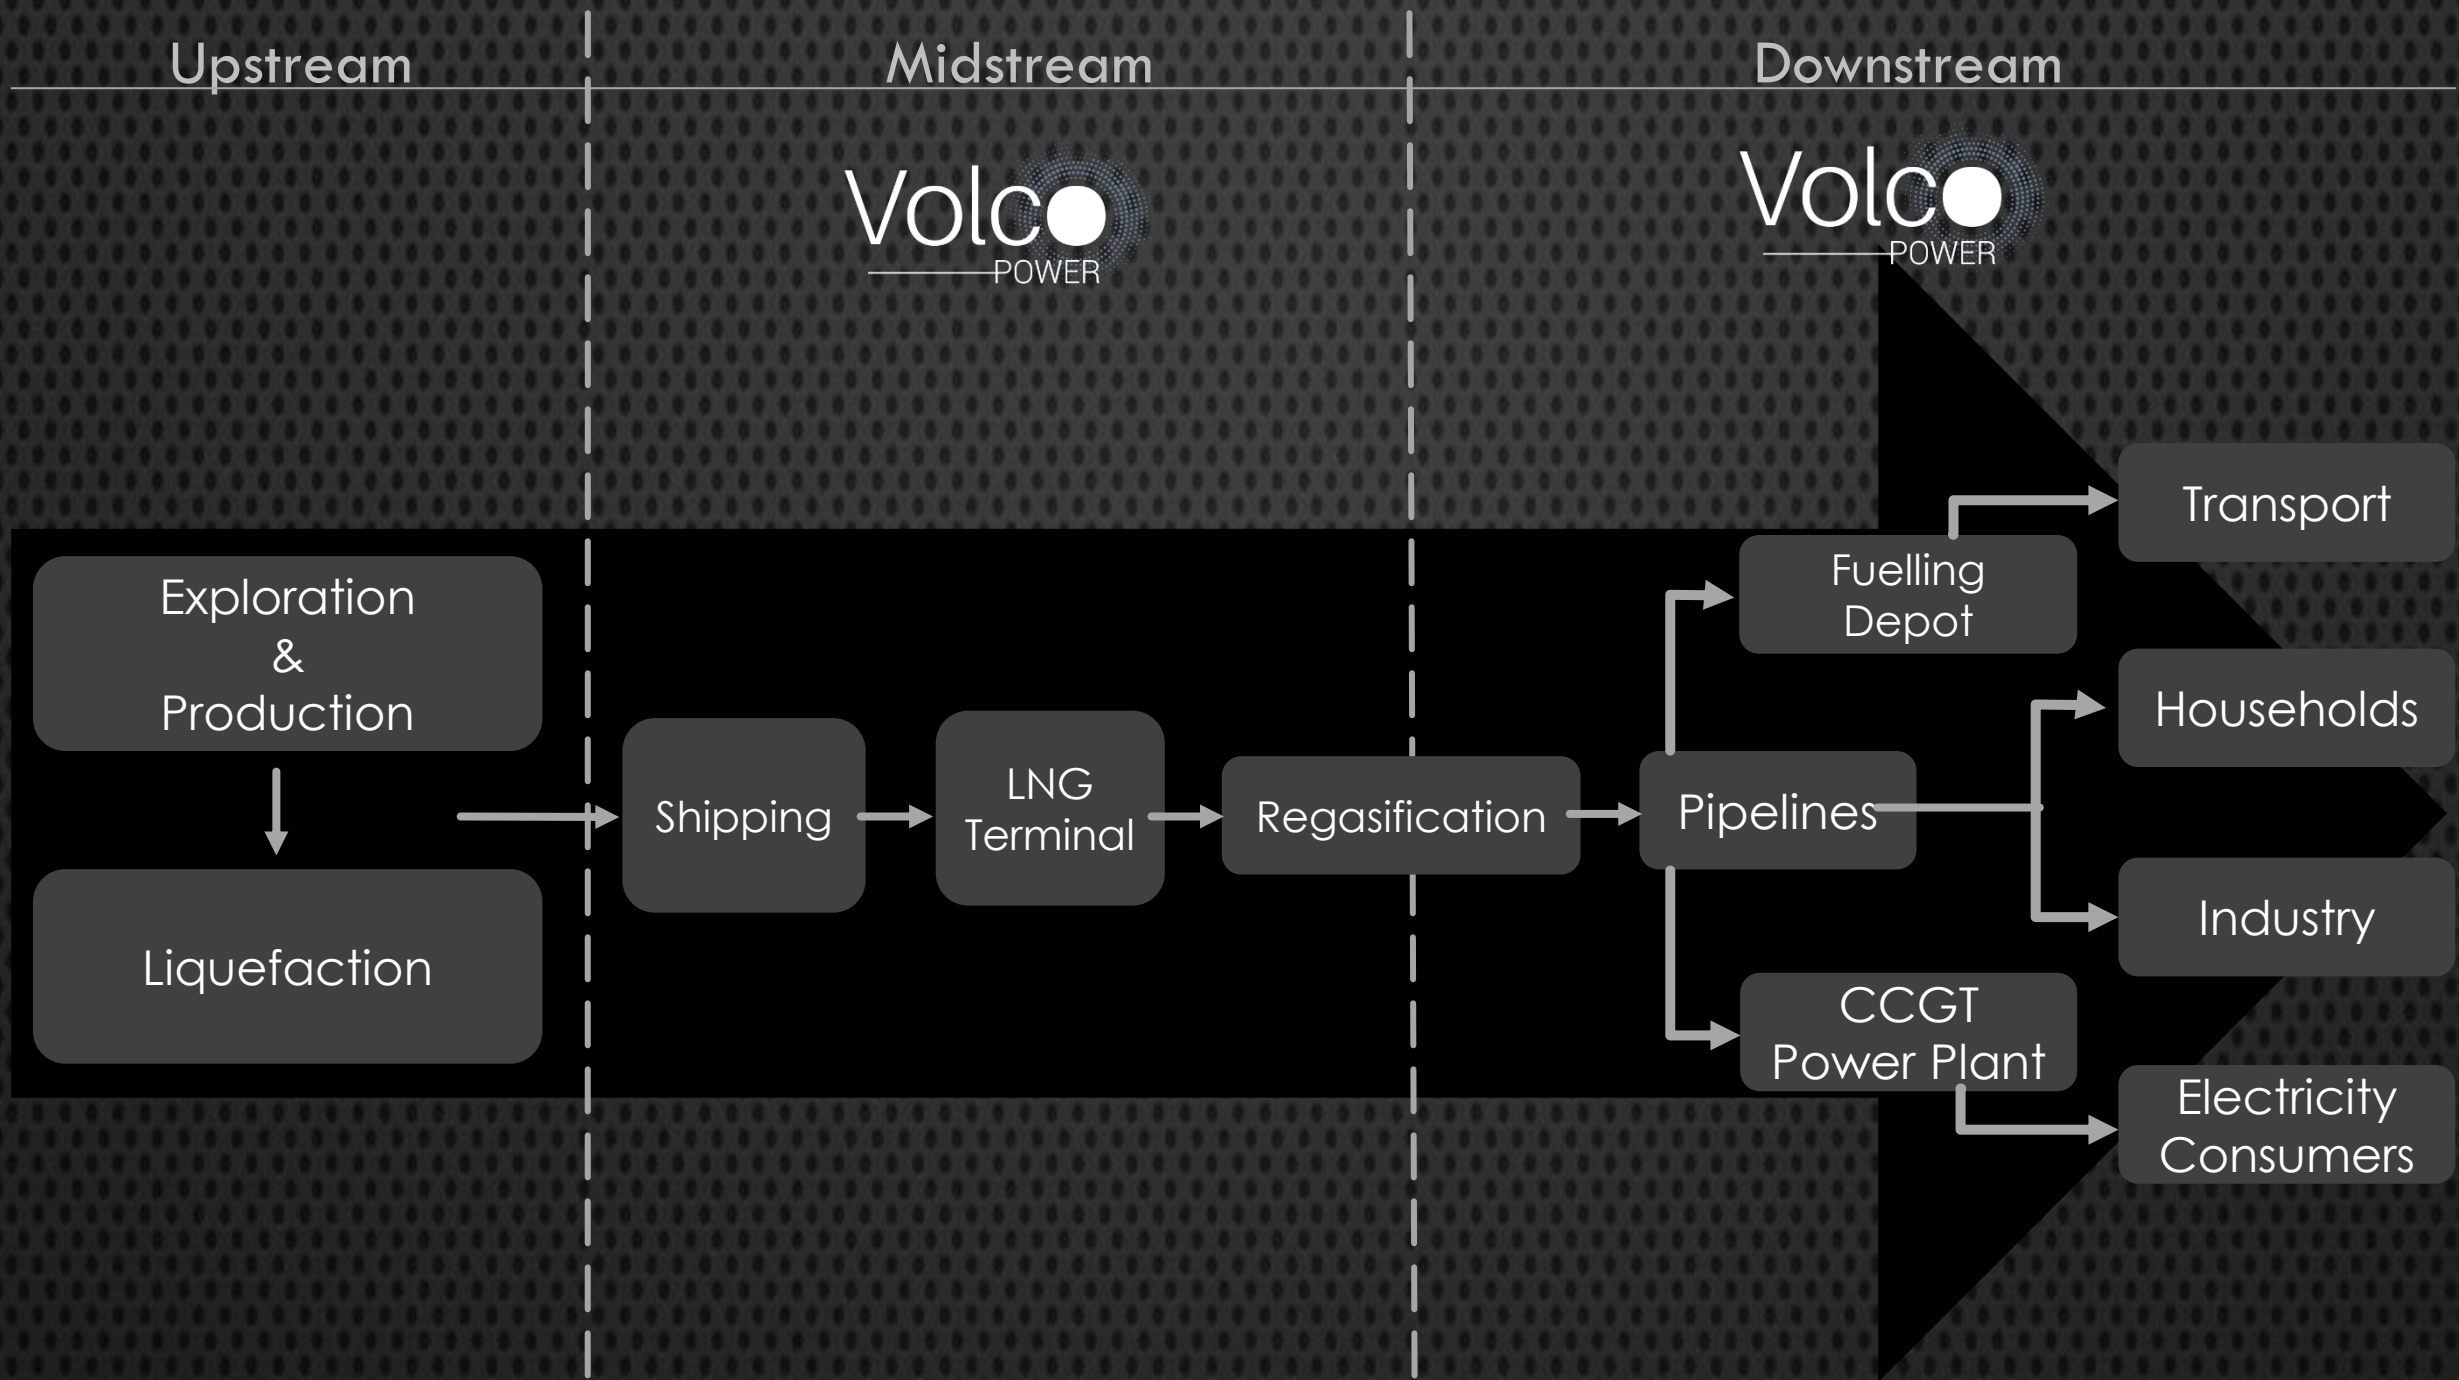 Upstream
Midstream
Downstream
Volco
POWER
Volco
POWER
Exploration
&
Production
Liquefaction
Shipping
LNG
Terminal
Regasification
Pipelines
Fuelling
Depot
CCGT
Power Plant
Transport
Households
Industry
Electricity
Consumers